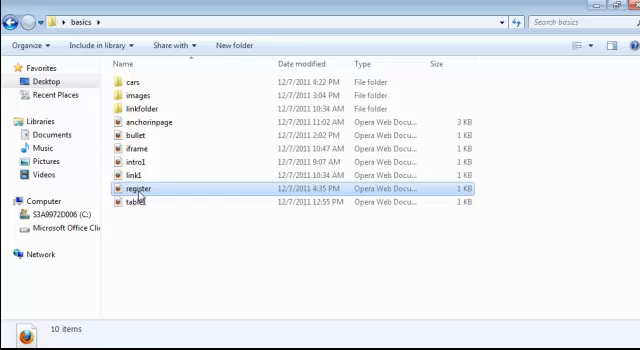 basics
Search basics
Organize Include in library Share with New folder
Name Date modified Type Size
Favorites
Desktop
Recent Places
Libraries
Documents
Music
Pictures
Videos
Computer
S3A9972D006 (C:)
Microsoft Office Cli
Network
cars 12/7/2011 4:22 PM File folder
images 12/7/2011 3:04 PM File folder
linkfolder 12/7/2011 10:34 AM File folder
anchorinpage 12/7/2011 11:02 AM Opera Web Docu... 3 KB
bullet 12/7/2011 2:02 PM Opera Web Docu... 1 KB
iframe 12/7/2011 10:47 AM Opera Web Docu... 1 KB
intro1 12/7/2011 9:07 AM Opera Web Docu... 1 KB
link1 12/7/2011 10:34 AM Opera Web Docu... 1 KB
register 12/7/2011 4:35 PM Opera Web Docu... 1 KB
table1 12/7/2011 12:55 PM Opera Web Docu... 1 KB
10 items